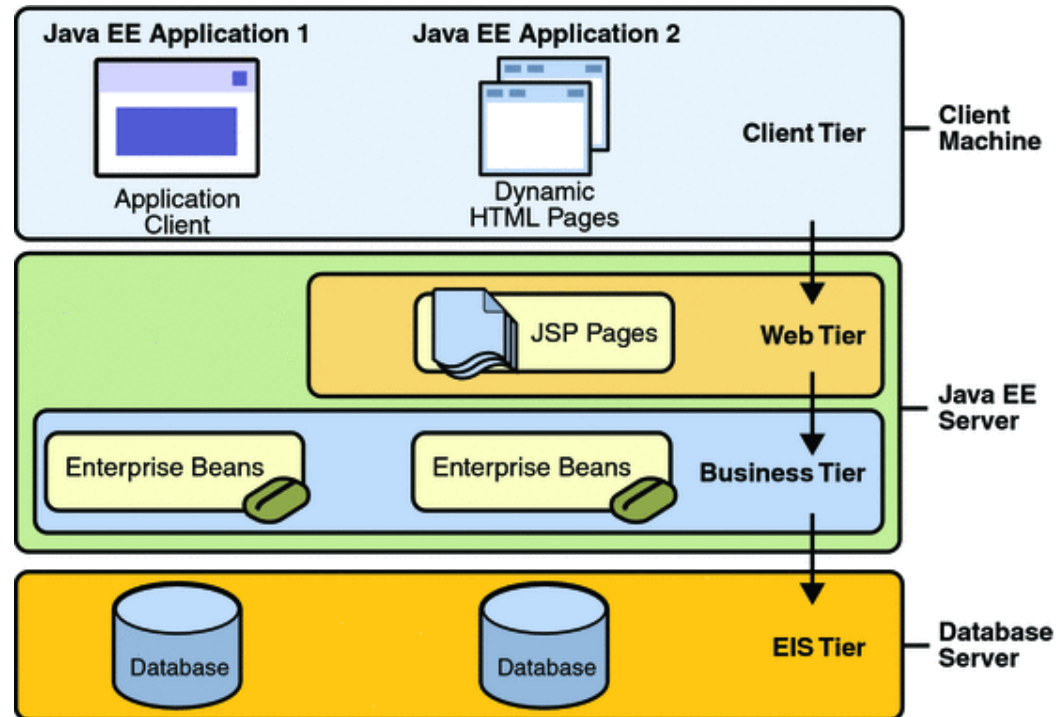 Java EE Application 1
Java EE Application 2
Application
Client
Dynamic
HTML Pages
Client Tier
Client
Machine
JSP Pages
Web Tier
Java EE
Server
Enterprise Beans
Enterprise Beans
Business Tier
Database
Database
EIS Tier
Database
Server